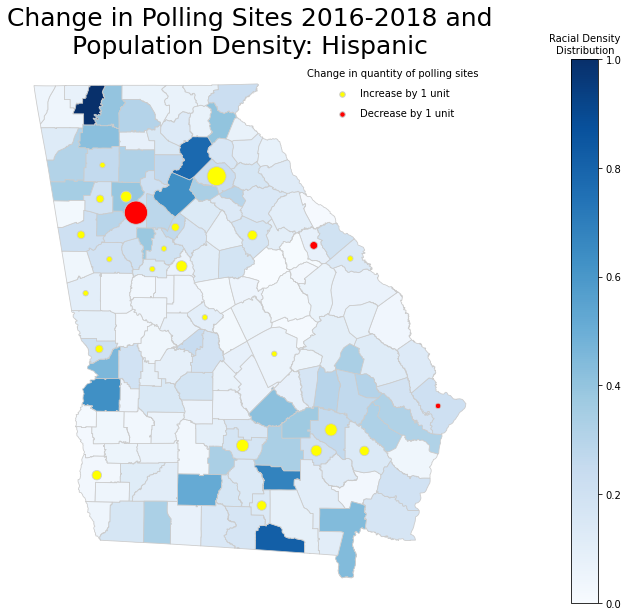 Change in Polling Sites 2016-2018 and
Population Density: Hispanic
Racial Density
Distribution
Change in quantity of polling sites
Increase by 1 unit
Decrease by 1 unit
1.0
0.8
0.6
0.4
0.2
0.0